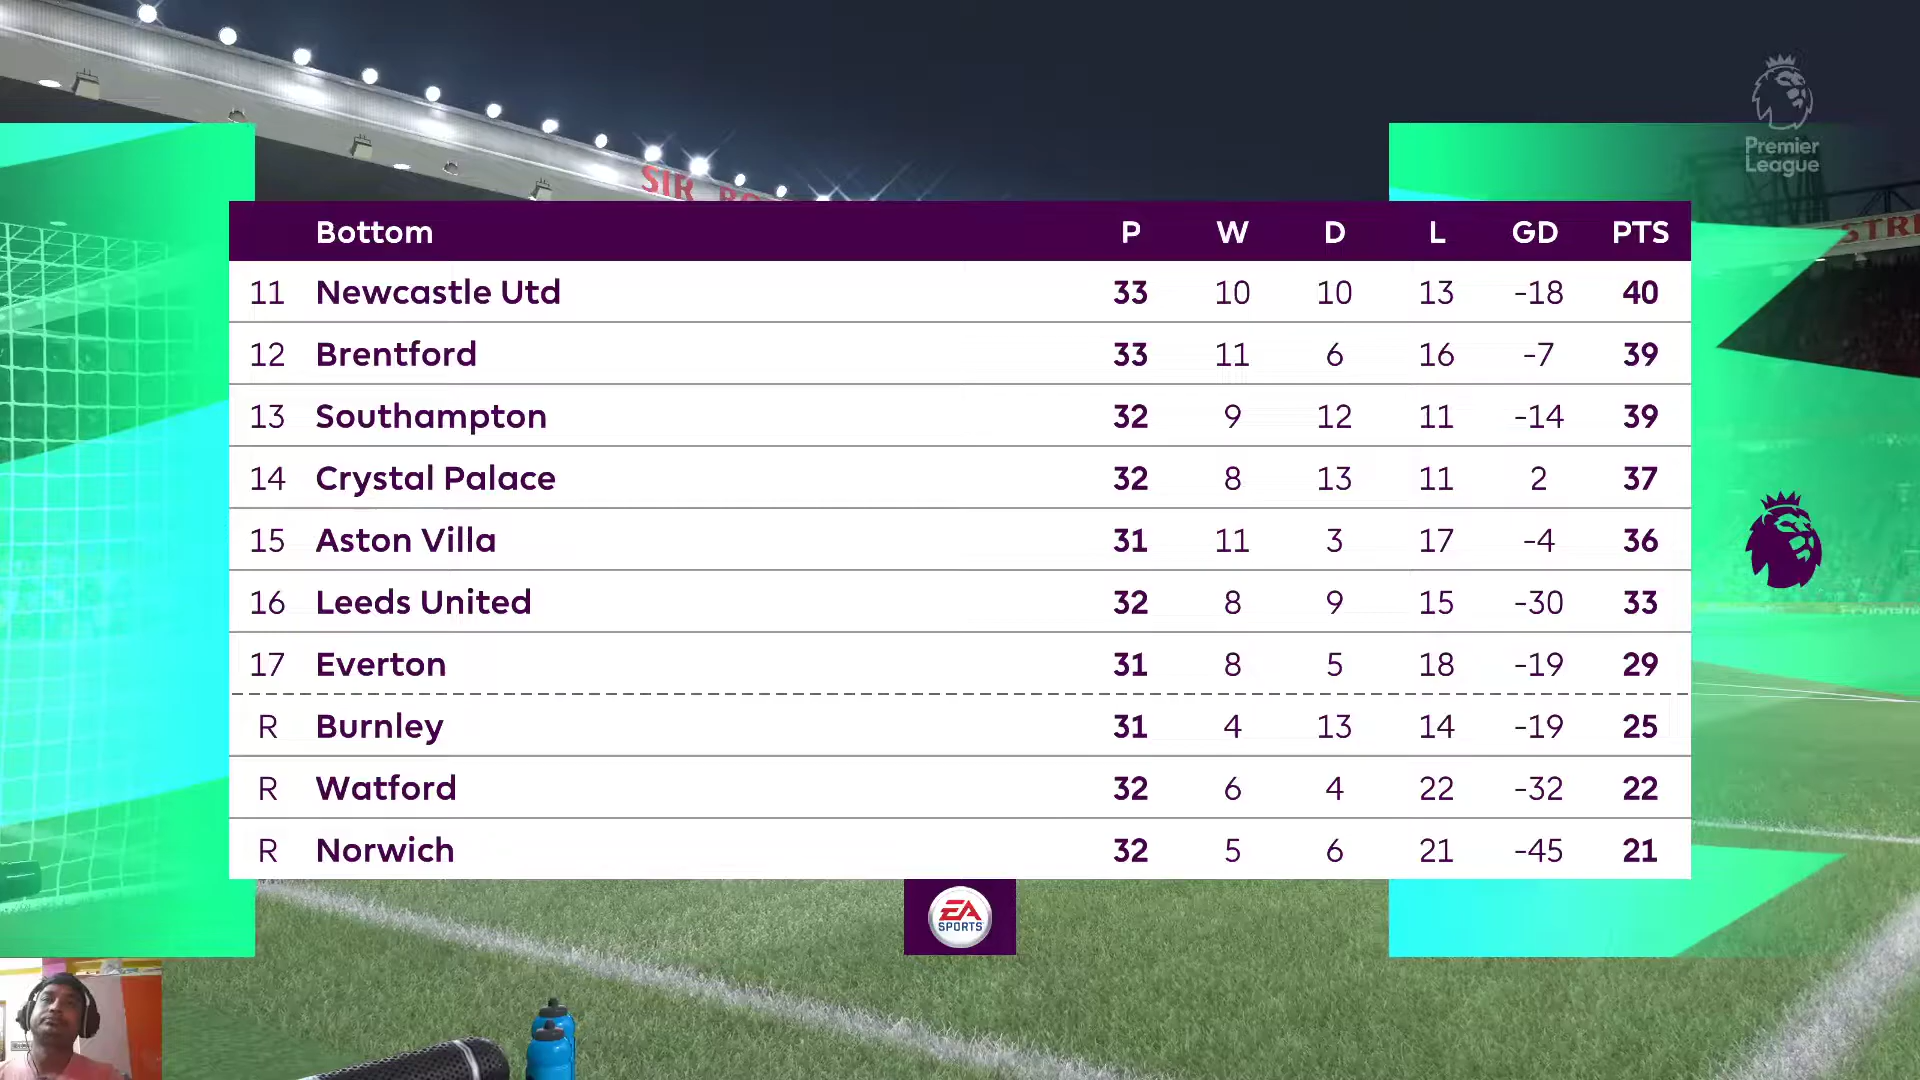 Premier
League
SIR
STR
Bottom P W D L GD PTS
11 Newcastle Utd 33 10 10 13 -18 40
12 Brentford 33 11 6 16 -7 39
13 Southampton 32 9 12 11 -14 39
14 Crystal Palace 32 8 13 11 2 37
15 Aston Villa 31 11 3 17 -4 36
16 Leeds United 32 8 9 15 -30 33
17 Everton 31 8 5 18 -19 29
R Burnley 31 4 13 14 -19 25
R Watford 32 6 4 22 -32 22
R Norwich 32 5 6 21 -45 21
EA
SPORTS